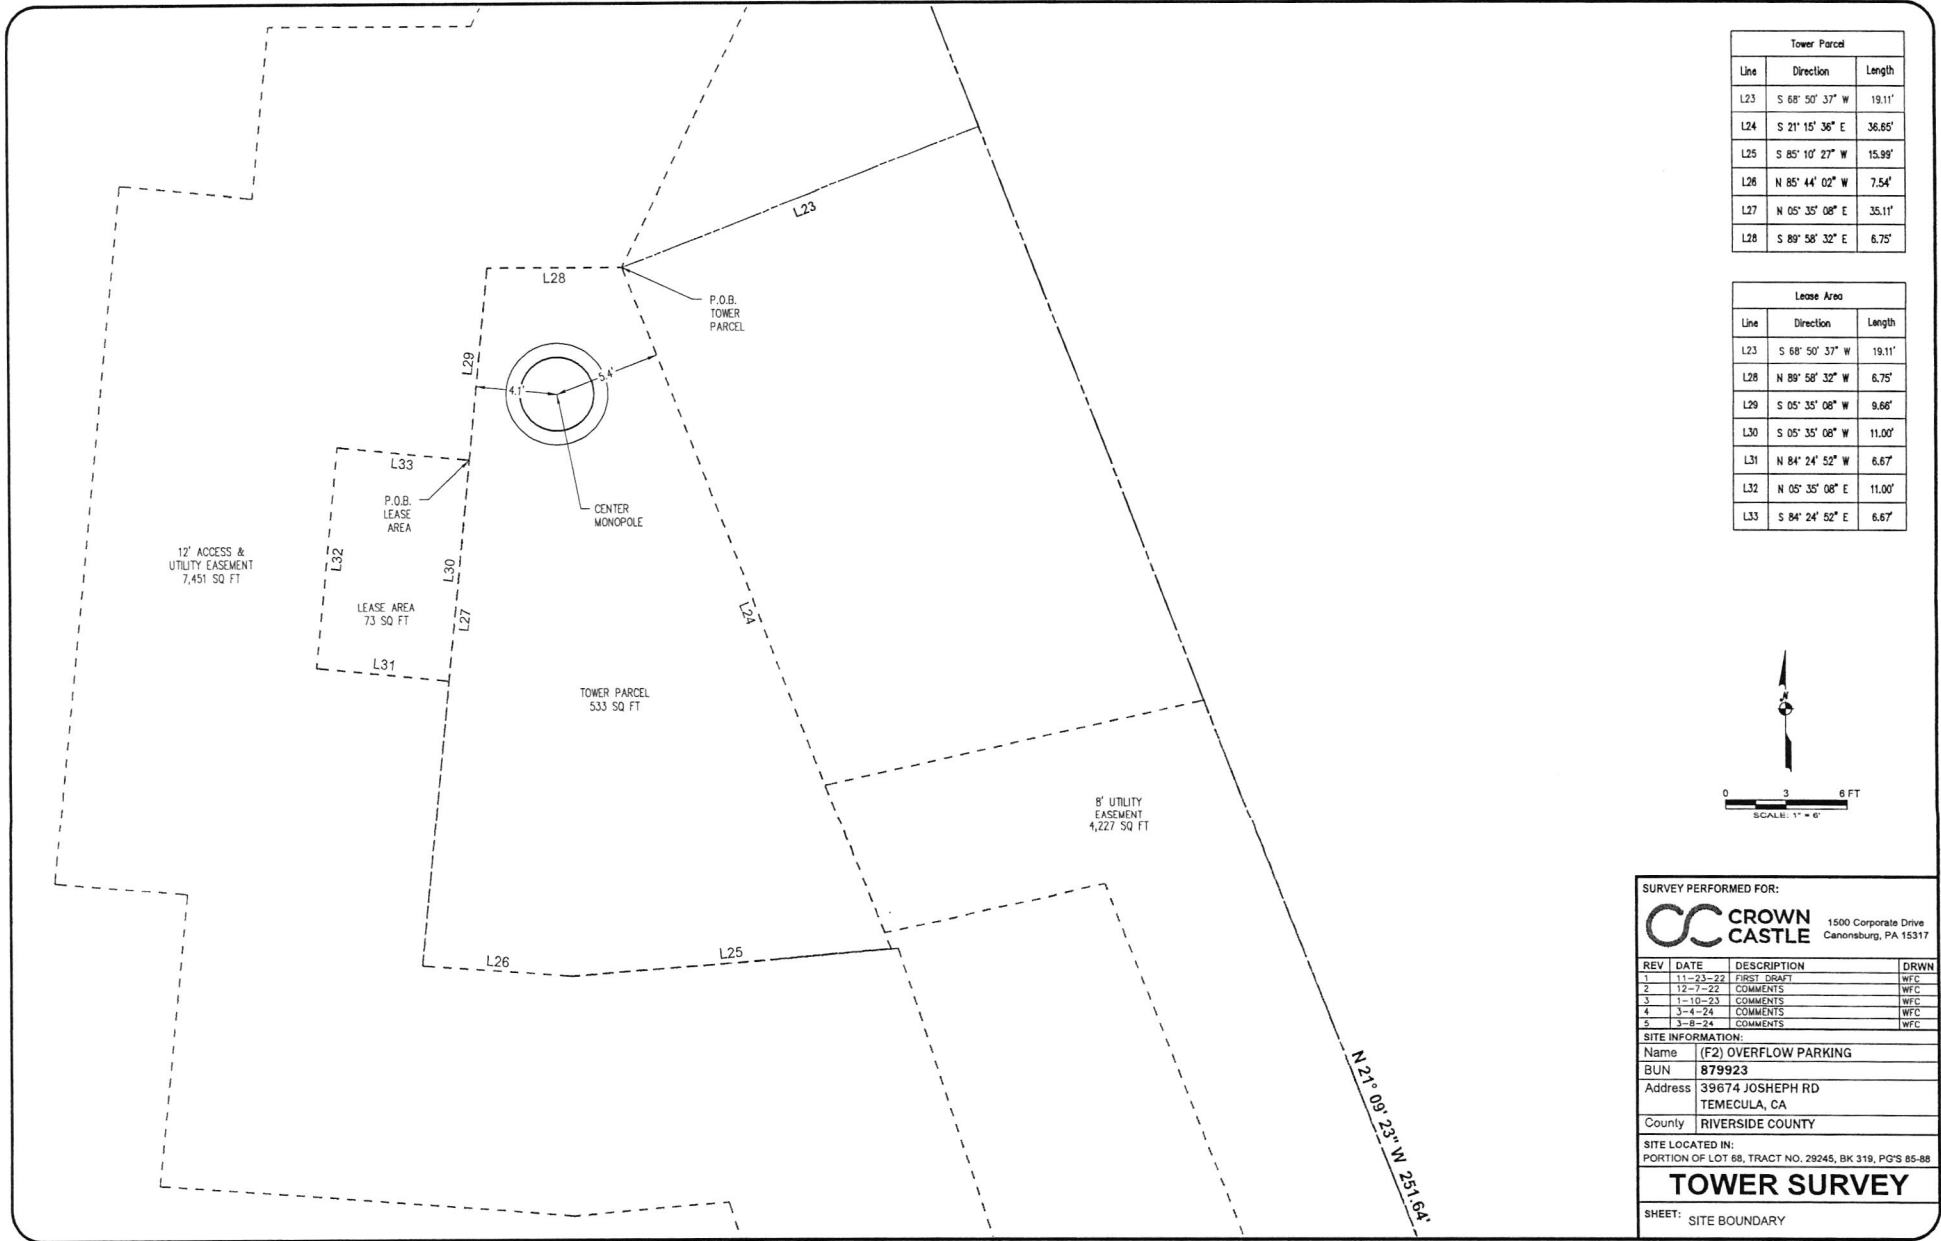 Tower Parcel
Line Direction Length
L23 S 68° 50' 37" W 19.11'
L24 S 21° 15' 36" E 36.65'
L25 S 85° 10' 27" W 15.99'
L26 N 85° 44' 02" W 7.54'
L27 N 05° 35' 08" E 35.11'
L28 S 89° 58' 32" E 6.75'
Lease Area
Line Direction Length
L23 S 68° 50' 37" W 19.11'
L28 N 89° 58' 32" W 6.75'
L29 S 05° 35' 08" W 9.66'
L30 S 05° 35' 08" W 11.00'
L31 N 84° 24' 52" W 6.67'
L32 N 05° 35' 08" E 11.00'
L33 S 84° 24' 52" E 6.67'
L23
L28
P.O.B.
TOWER
PARCEL
L29
4.1'
5.4'
L33
P.O.B.
LEASE
AREA
CENTER
MONOPOLE
12' ACCESS &
UTILITY EASEMENT
7,451 SQ FT
L32
L30
LEASE AREA
73 SQ FT
L27
L24
L31
TOWER PARCEL
533 SQ FT
8' UTILITY
EASEMENT
4,227 SQ FT
L26
L25
N 21° 09' 23" W 251.64'
N
0 3 6 FT
SCALE: 1" = 6'
SURVEY PERFORMED FOR:
CROWN
CASTLE
1500 Corporate Drive
Canonsburg, PA 15317
REV DATE DESCRIPTION DRWN
1 11-23-22 FIRST DRAFT WFC
2 12-7-22 COMMENTS WFC
3 1-10-23 COMMENTS WFC
4 3-4-24 COMMENTS WFC
5 3-8-24 COMMENTS WFC
SITE INFORMATION:
Name (F2) OVERFLOW PARKING
BUN 879923
Address 39674 JOSHEPH RD
TEMECULA, CA
County RIVERSIDE COUNTY
SITE LOCATED IN:
PORTION OF LOT 68, TRACT NO. 29245, BK 319, PG'S 85-88
TOWER SURVEY
SHEET: SITE BOUNDARY